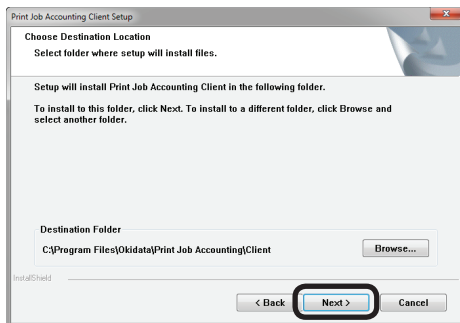 Print Job Accounting Client Setup
Choose Destination Location
Select folder where setup will install files.
Setup will install Print Job Accounting Client in the following folder.
To install to this folder, click Next. To install to a different folder, click Browse and
select another folder.
Destination Folder
C:\Program Files\Okidata\Print Job Accounting\Client
Browse...
InstallShield
< Back
Next >
Cancel